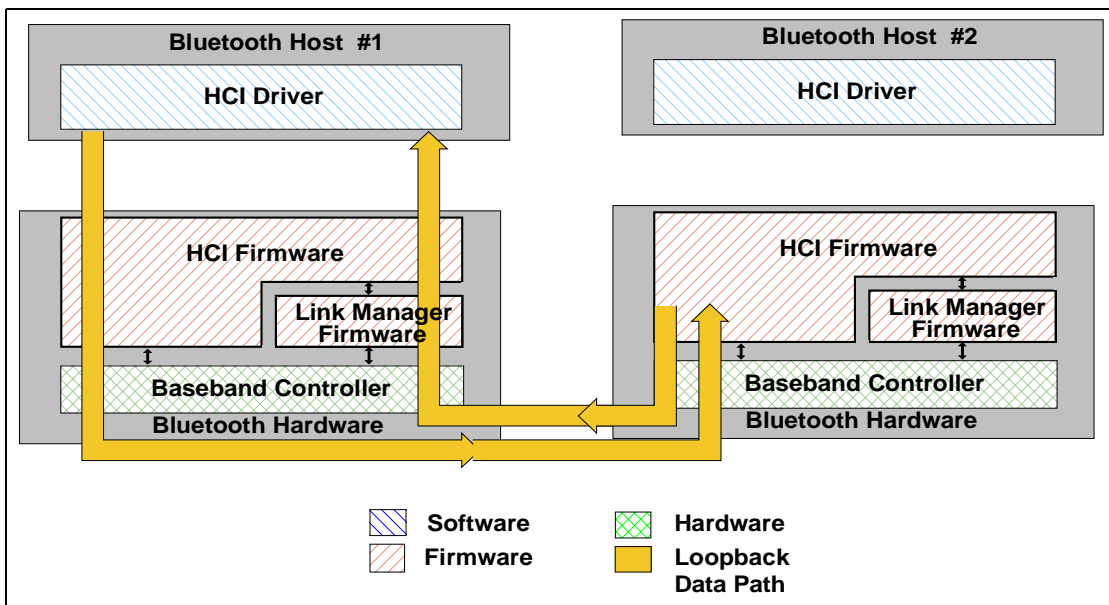 Bluetooth Host #1
HCI Driver
HCI Firmware
Link Manager
Firmware
Baseband Controller
Bluetooth Hardware
Bluetooth Host #2
HCI Driver
HCI Firmware
Link Manager
Firmware
Baseband Controller
Bluetooth Hardware
Software
Firmware
Hardware
Loopback
Data Path